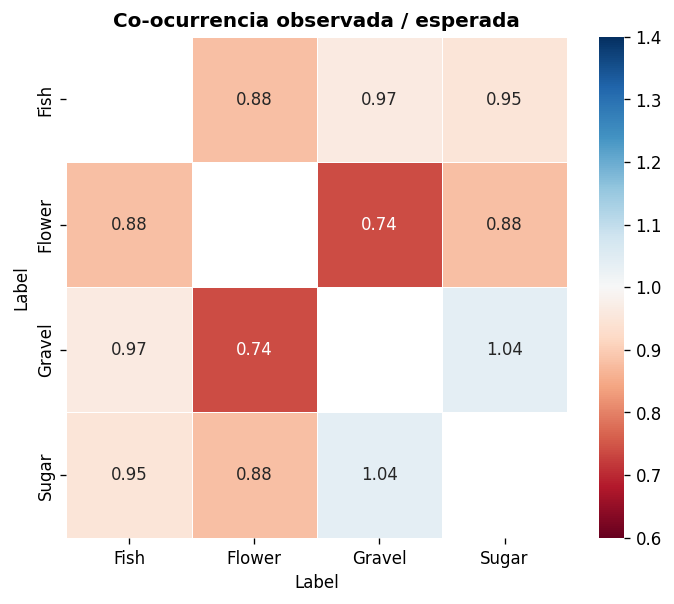 Co-ocurrencia observada / esperada
Fish 0.88 0.97 0.95
Flower 0.88 0.74 0.88
Gravel 0.97 0.74 1.04
Sugar 0.95 0.88 1.04
Fish Flower Gravel Sugar
Label
Label
1.4
1.3
1.2
1.1
1.0
0.9
0.8
0.7
0.6